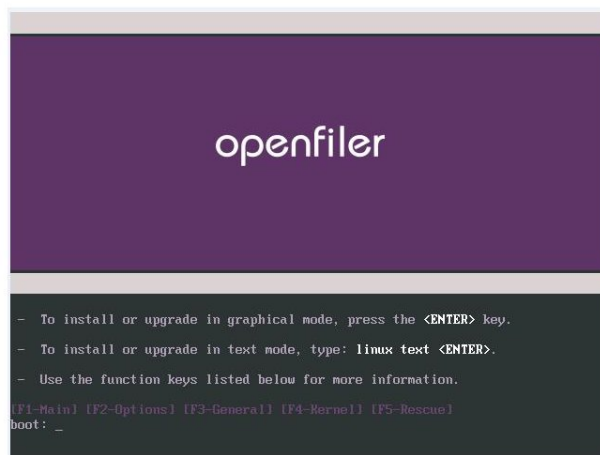 openfiler
- To install or upgrade in graphical mode, press the <ENTER> key.
- To install or upgrade in text mode, type: linux text <ENTER>.
- Use the function keys listed below for more information.
[F1-Main] [F2-Options] [F3-General] [F4-Kernel] [F5-Rescue]
boot: _